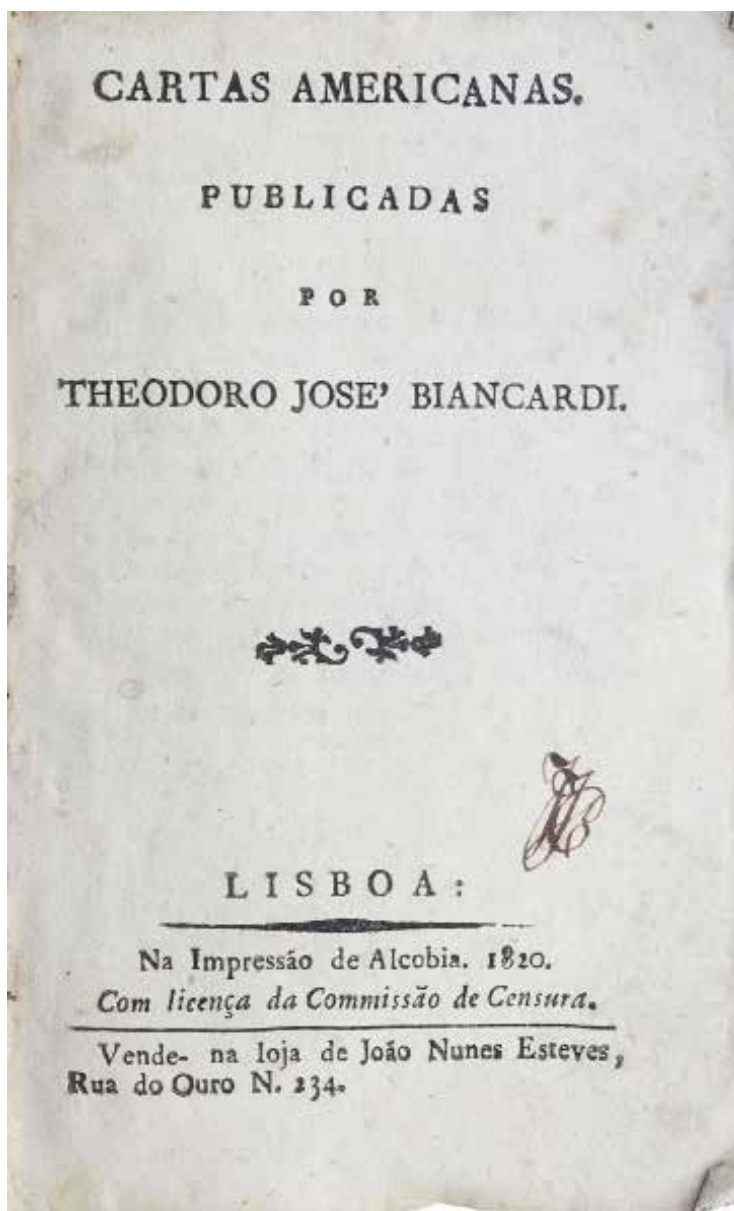 CARTAS AMERICANAS.
PUBLICADAS
POR
THEODORO JOSE' BIANCARDI.
LISBOA:
Na Impressão de Alcobia. 1820.
Com licença da Commissão de Censura.
Vende- na loja de João Nunes Esteves,
Rua do Ouro N. 234.